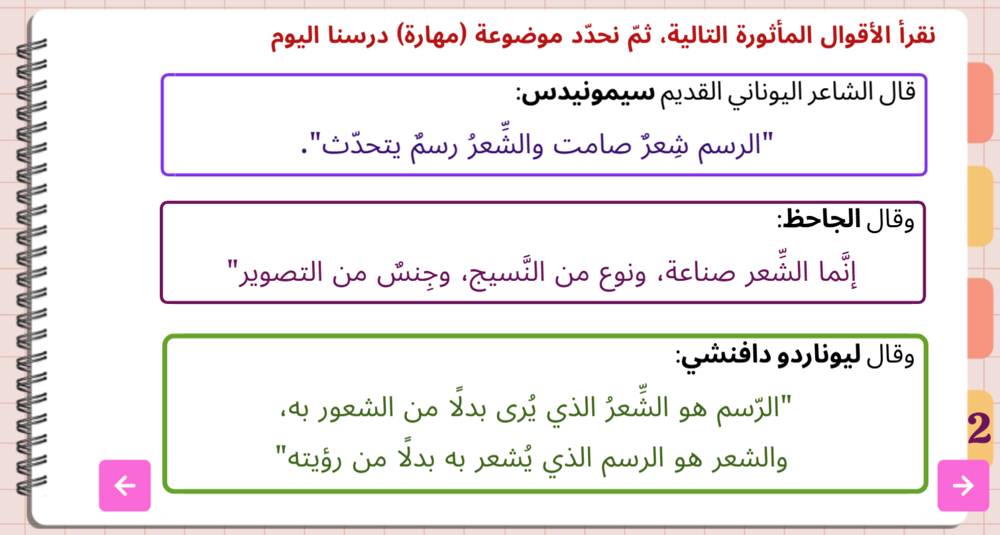 نقرأ الأقوال المأثورة التالية، ثمّ نحدّد موضوعة (مهارة) درسنا اليوم
قال الشاعر اليوناني القديم سيمونيدس:
"الرسم شِعرٌ صامت والشِّعرُ رسمٌ يتحدّث".
وقال الجاحظ:
إنَّما الشِّعر صناعة، ونوع من النَّسيج، وجِنسٌ من التصوير"
وقال ليوناردو دافنشي:
"الرّسم هو الشِّعرُ الذي يُرى بدلًا من الشعور به،
والشعر هو الرسم الذي يُشعر به بدلًا من رؤيته"
2